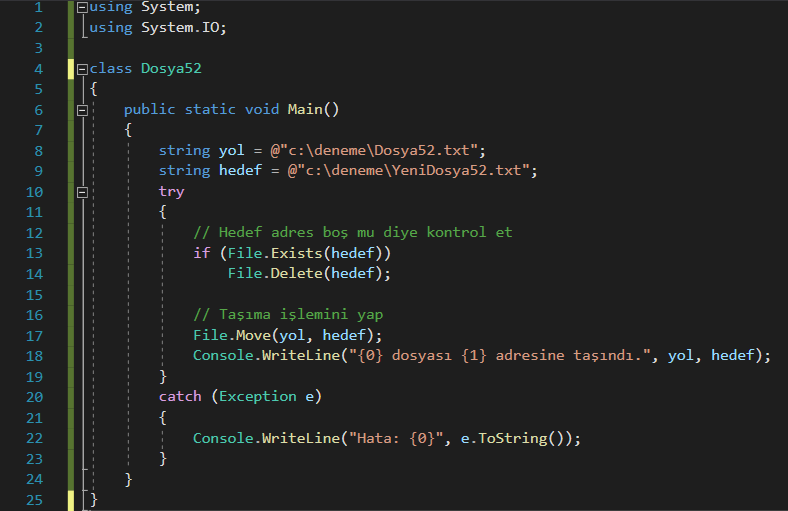 1 using System;
2 using System.IO;
3
4 class Dosya52
5 {
6 public static void Main()
7 {
8 string yol = @"c:\deneme\Dosya52.txt";
9 string hedef = @"c:\deneme\YeniDosya52.txt";
10 try
11 {
12 // Hedef adres boş mu diye kontrol et
13 if (File.Exists(hedef))
14 File.Delete(hedef);
15
16 // Taşıma işlemini yap
17 File.Move(yol, hedef);
18 Console.WriteLine("{0} dosyası {1} adresine taşındı.", yol, hedef);
19 }
20 catch (Exception e)
21 {
22 Console.WriteLine("Hata: {0}", e.ToString());
23 }
24 }
25 }